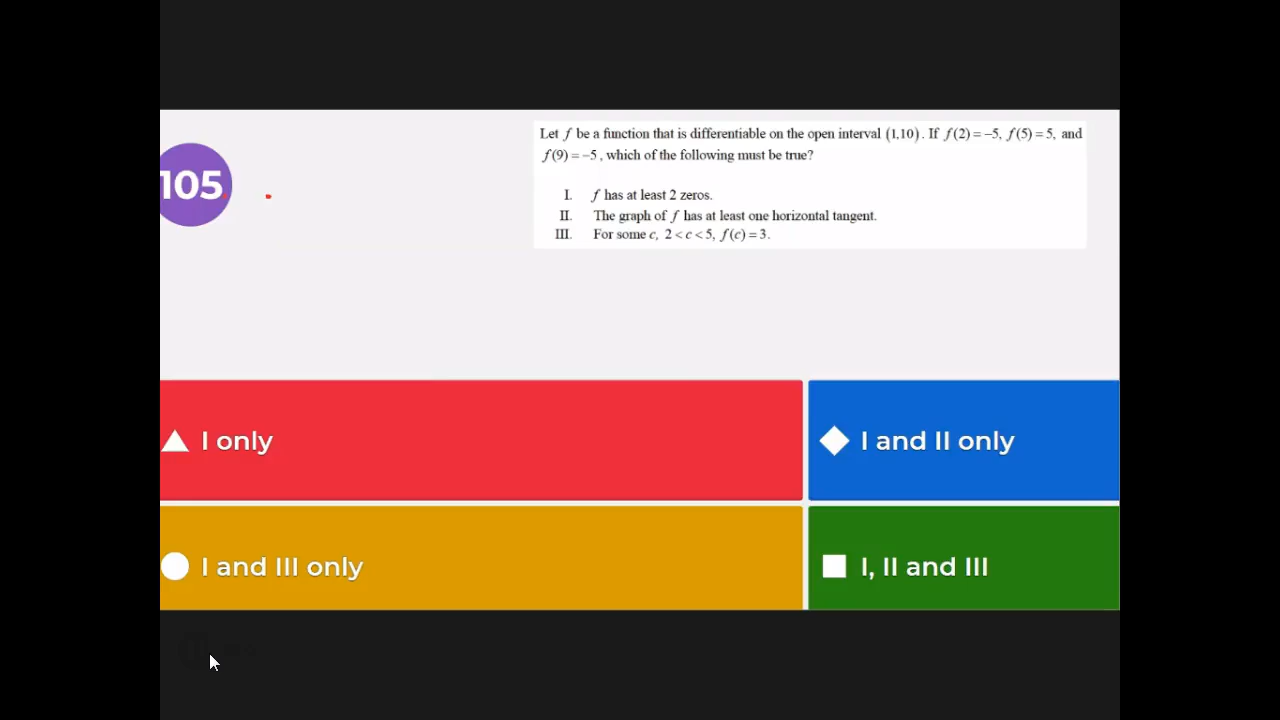 Let f be a function that is differentiable on the open interval (1,10). If f(2) = −5, f(5) = 5, and
f(9) = −5, which of the following must be true?
105
I. f has at least 2 zeros.
II. The graph of f has at least one horizontal tangent.
III. For some c, 2 < c < 5, f(c) = 3.
I only
I and II only
I and III only
I, II and III